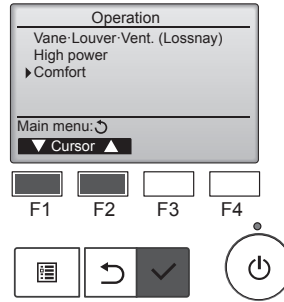 Operation
Vane·Louver·Vent. (Lossnay)
High power
Comfort
Main menu:
Cursor
F1 F2 F3 F4